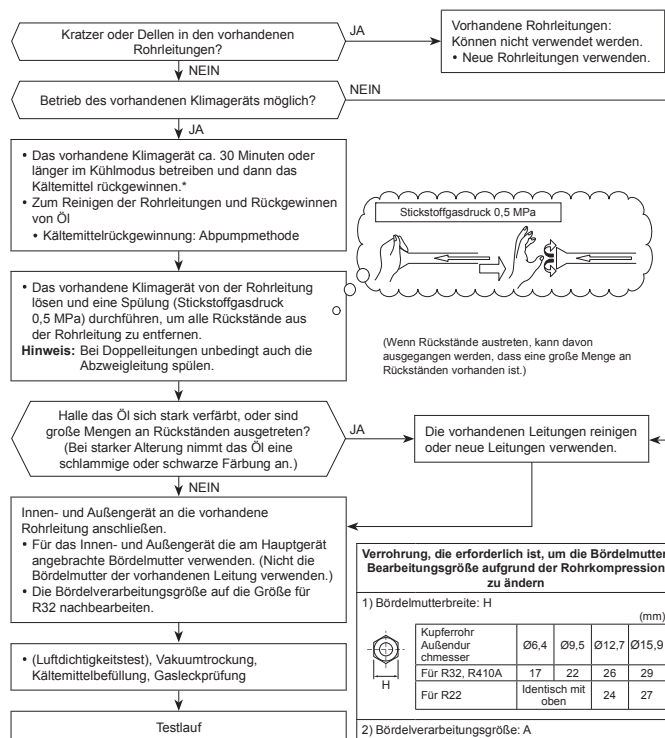 Kratzer oder Dellen in den vorhandenen
Rohrleitungen?
JA
Vorhandene Rohrleitungen:
Können nicht verwendet werden.
• Neue Rohrleitungen verwenden.
NEIN
Betrieb des vorhandenen Klimageräts möglich?
NEIN
JA
• Das vorhandene Klimagerät ca. 30 Minuten oder
länger im Kühlmodus betreiben und dann das
Kältemittel rückgewinnen.*
• Zum Reinigen der Rohrleitungen und Rückgewinnen
von Öl
• Kältemittelrückgewinnung: Abpumpmethode
Stickstoffgasdruck 0,5 MPa
• Das vorhandene Klimagerät von der Rohrleitung
lösen und eine Spülung (Stickstoffgasdruck
0,5 MPa) durchführen, um alle Rückstände aus
der Rohrleitung zu entfernen.
Hinweis: Bei Doppelleitungen unbedingt auch die
Abzweigleitung spülen.
(Wenn Rückstände austreten, kann davon
ausgegangen werden, dass eine große Menge an
Rückständen vorhanden ist.)
Halle das Öl sich stark verfärbt, oder sind
große Mengen an Rückständen ausgetreten?
(Bei starker Alterung nimmt das Öl eine
schlammige oder schwarze Färbung an.)
JA
Die vorhandenen Leitungen reinigen
oder neue Leitungen verwenden.
NEIN
Innen- und Außengerät an die vorhandene
Rohrleitung anschließen.
• Für das Innen- und Außengerät die am Hauptgerät
angebrachte Bördelmutter verwenden. (Nicht die
Bördelmutter der vorhandenen Leitung verwenden.)
• Die Bördelverarbeitungsgröße auf die Größe für
R32 nachbearbeiten.
• (Luftdichtigkeitstest), Vakuumtrockung,
Kältemittelbefüllung, Gasleckprüfung
Testlauf
Verrohrung, die erforderlich ist, um die Bördelmutter
Bearbeitungsgröße aufgrund der Rohrkompression
zu ändern
1) Bördelmutterbreite: H
(mm)
H
Kupferrohr
Außendur
chmesser
Ø6,4 Ø9,5 Ø12,7 Ø15,9
Für R32, R410A 17 22 26 29
Für R22 Identisch mit
oben 24 27
2) Bördelverarbeitungsgröße: A